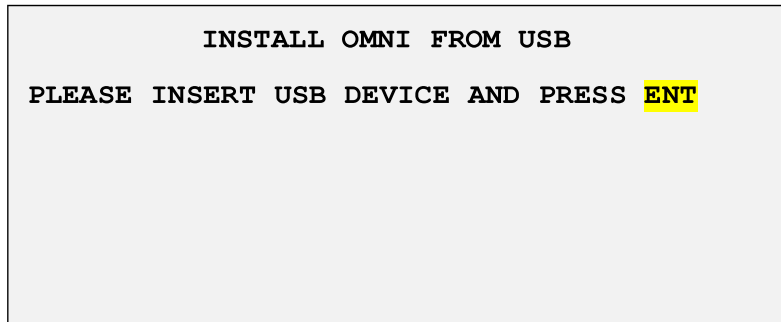 INSTALL OMNI FROM USB
PLEASE INSERT USB DEVICE AND PRESS ENT